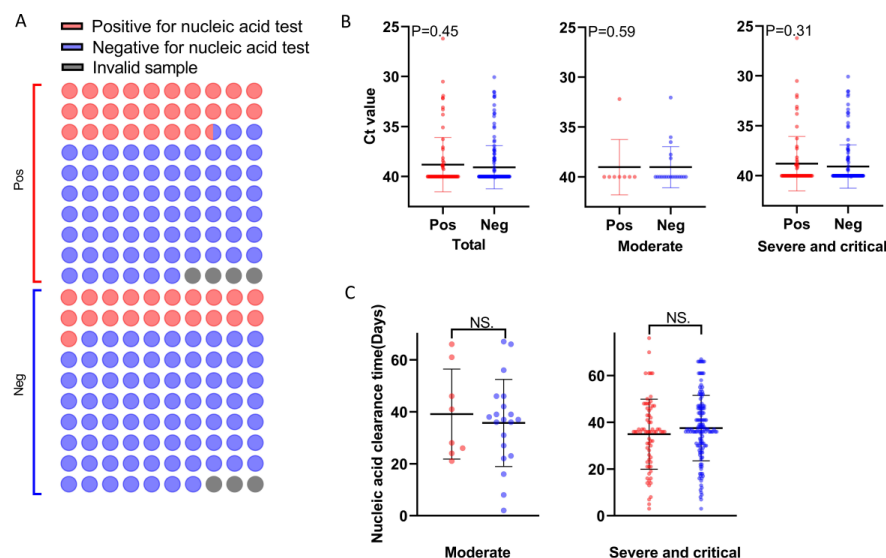 A
Positive for nucleic acid test
Negative for nucleic acid test
Invalid sample
Pos
Neg
B
Ct value
25
30
35
40
P=0.45
Pos
Neg
Total
25
30
35
40
P=0.59
Pos
Neg
Moderate
25
30
35
40
P=0.31
Pos
Neg
Severe and critical
C
Nucleic acid clearance time(Days)
60
40
20
0
NS.
Moderate
60
40
20
0
NS.
Severe and critical